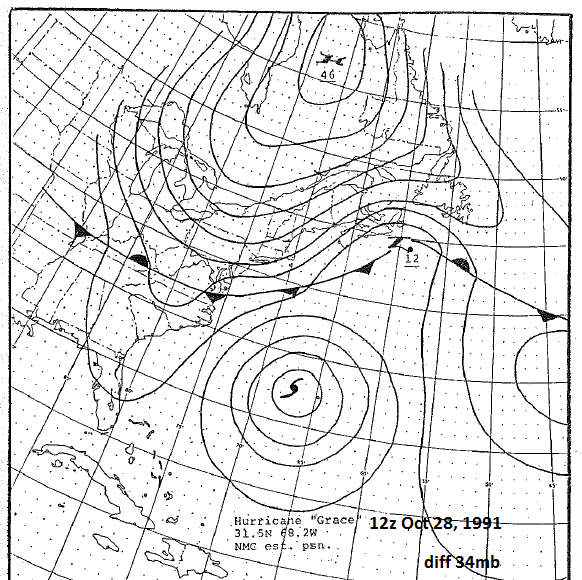 46
12
Hurricane "Grace"
31.5N 68.2W
NMC est. psn.
12z Oct 28, 1991
diff 34mb